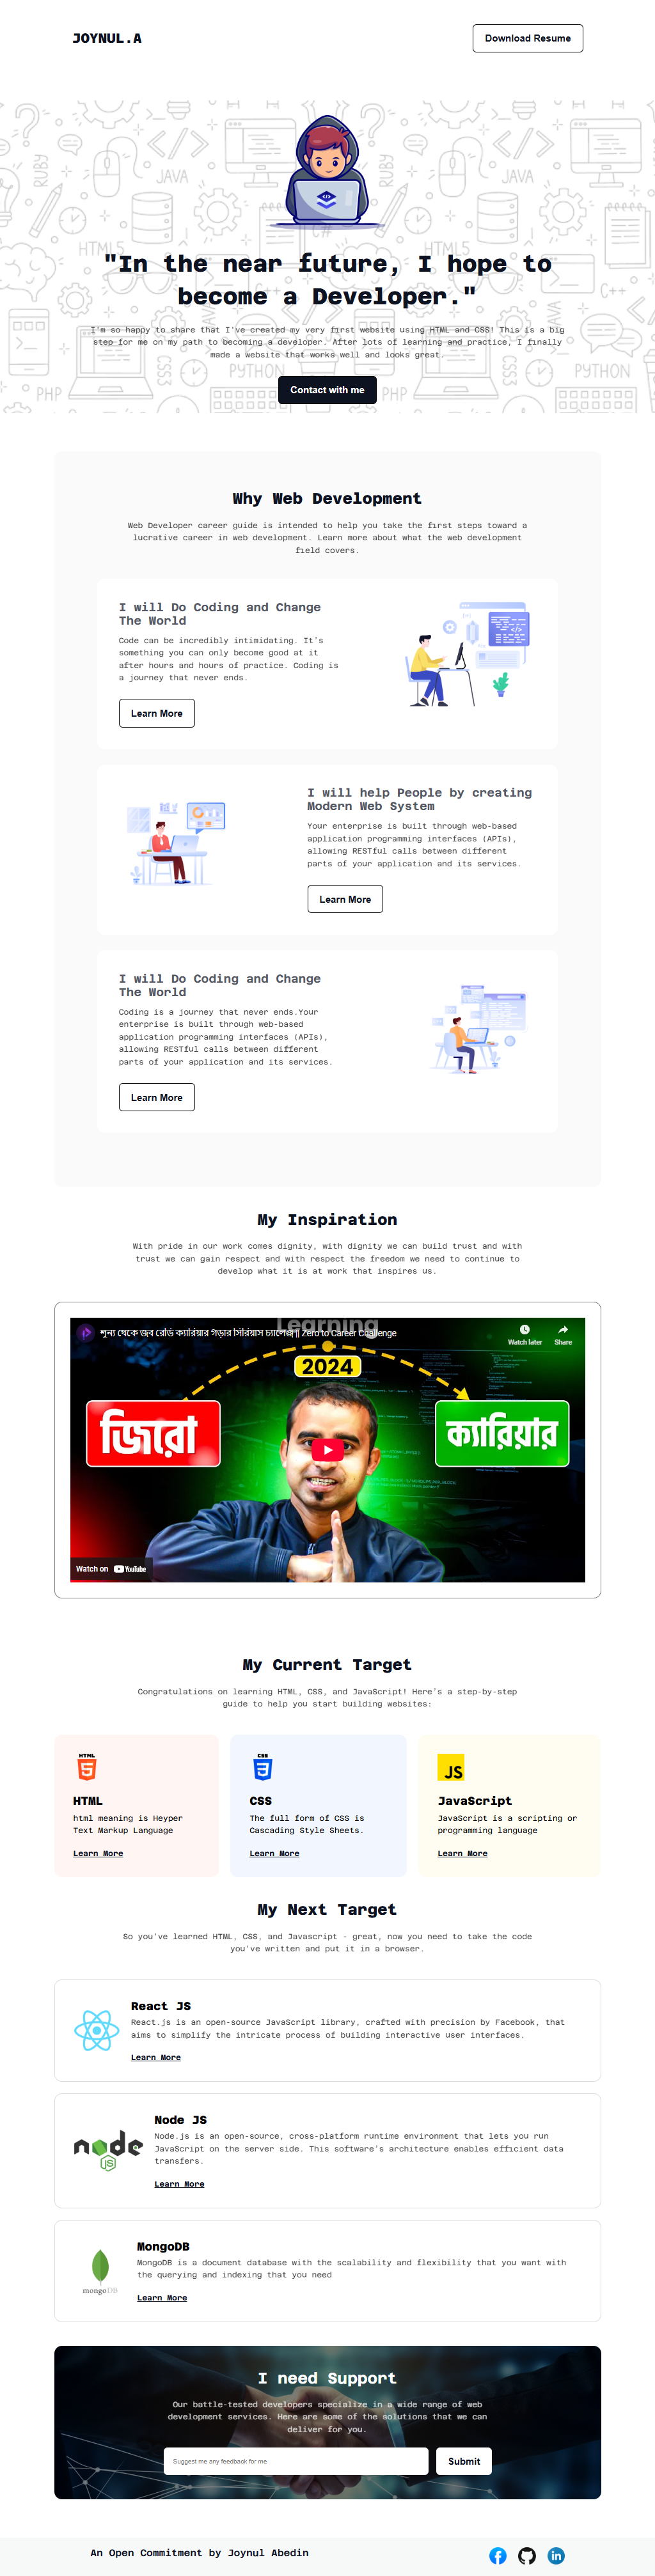 JOYNUL.A
Download Resume
RUBY
JAVA
HTML5
C#
HTML5
JAVA
C++
C++
PHP
CSS
PHP
CSS
PYTHON
"In the near future, I hope to
become a Developer."
I'm so happy to share that I've created my very first website using HTML and CSS! This is a big
step for me on my path to becoming a developer. After lots of learning and practice, I finally
made a website that works well and looks great.
Contact with me
Why Web Development
Web Developer career guide is intended to help you take the first steps toward a
lucrative career in web development. Learn more about what the web development
field covers.
I will Do Coding and Change
The World
Code can be incredibly intimidating. It's
something you can only become good at it
after hours and hours of practice. Coding is
a journey that never ends.
Learn More
I will help People by creating
Modern Web System
Your enterprise is built through web-based
application programming interfaces (APIs),
allowing RESTful calls between different
parts of your application and its services.
Learn More
I will Do Coding and Change
The World
Coding is a journey that never ends.Your
enterprise is built through web-based
application programming interfaces (APIs),
allowing RESTful calls between different
parts of your application and its services.
Learn More
My Inspiration
With pride in our work comes dignity, with dignity we can build trust and with
trust we can gain respect and with respect the freedom we need to continue to
develop what it is at work that inspires us.
Learning
শুন্য থেকে জব রেডি ক্যারিয়ার গড়ার সিরিয়াস চ্যালেঞ্জ || Zero to Career Challenge
Watch later
Share
2024
জিরো
ক্যারিয়ার
Watch on YouTube
My Current Target
Congratulations on learning HTML, CSS, and JavaScript! Here's a step-by-step
guide to help you start building websites:
HTML
5
HTML
html meaning is Heyper
Text Markup Language
Learn More
CSS
3
CSS
The full form of CSS is
Cascading Style Sheets.
Learn More
JS
JavaScript
JavaScript is a scripting or
programming language
Learn More
My Next Target
So you've learned HTML, CSS, and Javascript - great, now you need to take the code
you've written and put it in a browser.
React JS
React.js is an open-source JavaScript library, crafted with precision by Facebook, that
aims to simplify the intricate process of building interactive user interfaces.
Learn More
node
JS
Node JS
Node.js is an open-source, cross-platform runtime environment that lets you run
JavaScript on the server side. This software's architecture enables efficient data
transfers.
Learn More
mongoDB
MongoDB
MongoDB is a document database with the scalability and flexibility that you want with
the querying and indexing that you need
Learn More
I need Support
Our battle-tested developers specialize in a wide range of web
development services. Here are some of the solutions that we can
deliver for you.
Suggest me any feedback for me
Submit
An Open Commitment by Joynul Abedin